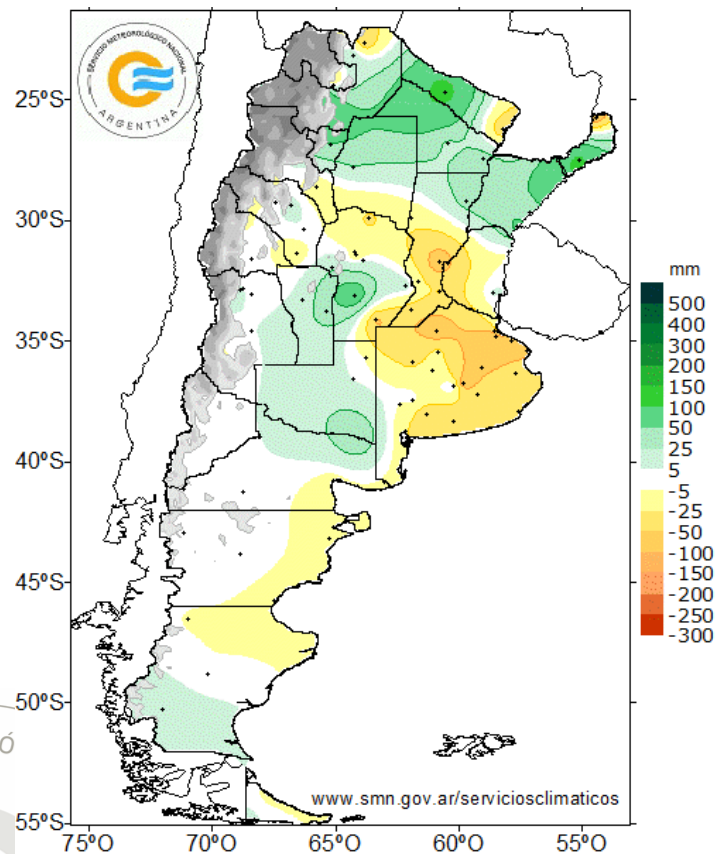 SERVICIO METEOROLÓGICO NACIONAL
ARGENTINA
25ºS
30ºS
35ºS
40ºS
45ºS
50ºS
55ºS
75ºO
70ºO
65ºO
60ºO
55ºO
mm
500
400
300
200
150
100
50
25
5
-5
-25
-50
-100
-150
-200
-250
-300
www.smn.gov.ar/serviciosclimaticos
Ó